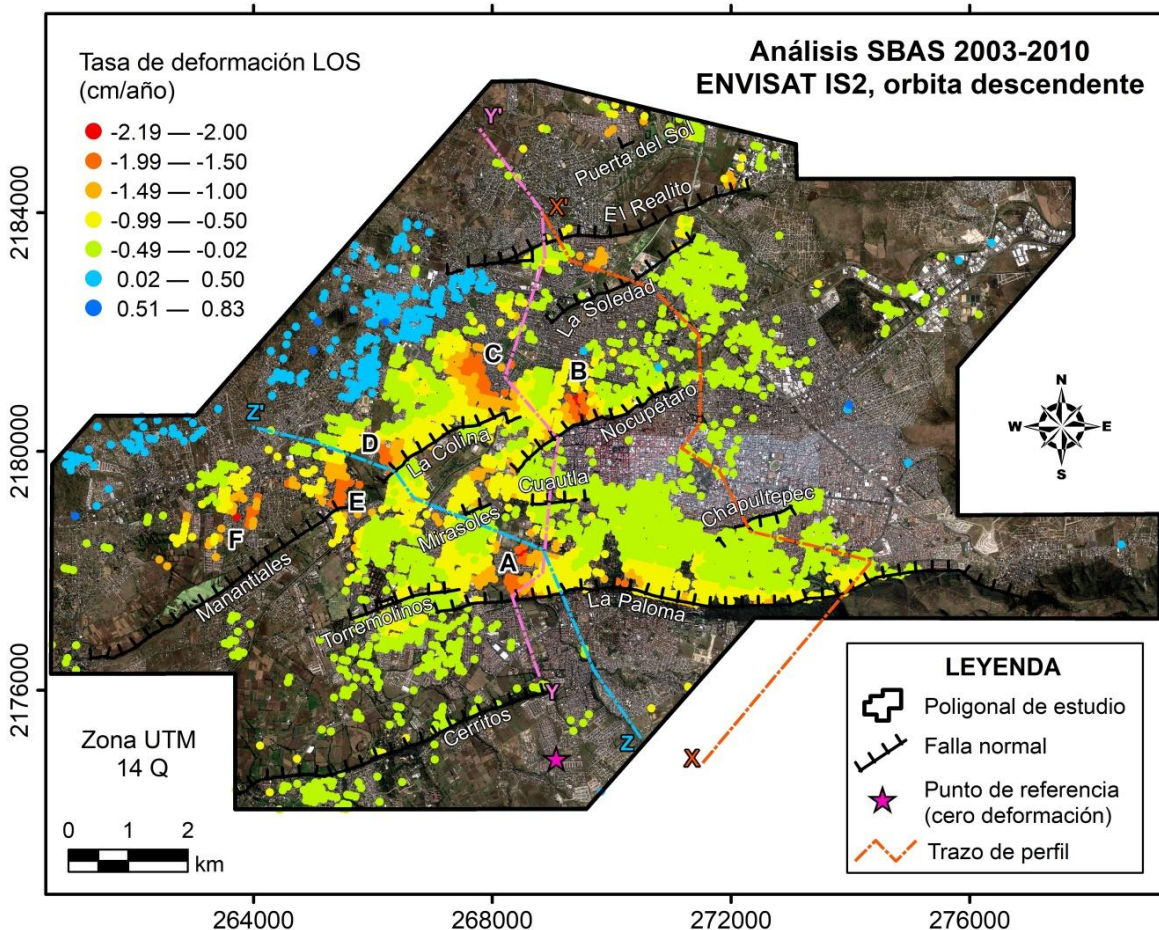 Análisis SBAS 2003-2010
ENVISAT IS2, orbita descendente
Tasa de deformación LOS
(cm/año)
-2.19 — -2.00
-1.99 — -1.50
-1.49 — -1.00
-0.99 — -0.50
-0.49 — -0.02
0.02 — 0.50
0.51 — 0.83
Y'
Puerta del Sol
X'
El Realito
La Soledad
C
B
Z'
Nocupétaro
D
La Colina
Cuautla
E
Mirasoles
Chapultepec
F
A
Manantiales
La Paloma
Torremolinos
Y
Cerritos
Z
X
N
W
E
S
2184000
2180000
2176000
Zona UTM
14 Q
0 1 2
km
LEYENDA
Poligonal de estudio
Falla normal
Punto de referencia
(cero deformación)
Trazo de perfil
264000 268000 272000 276000